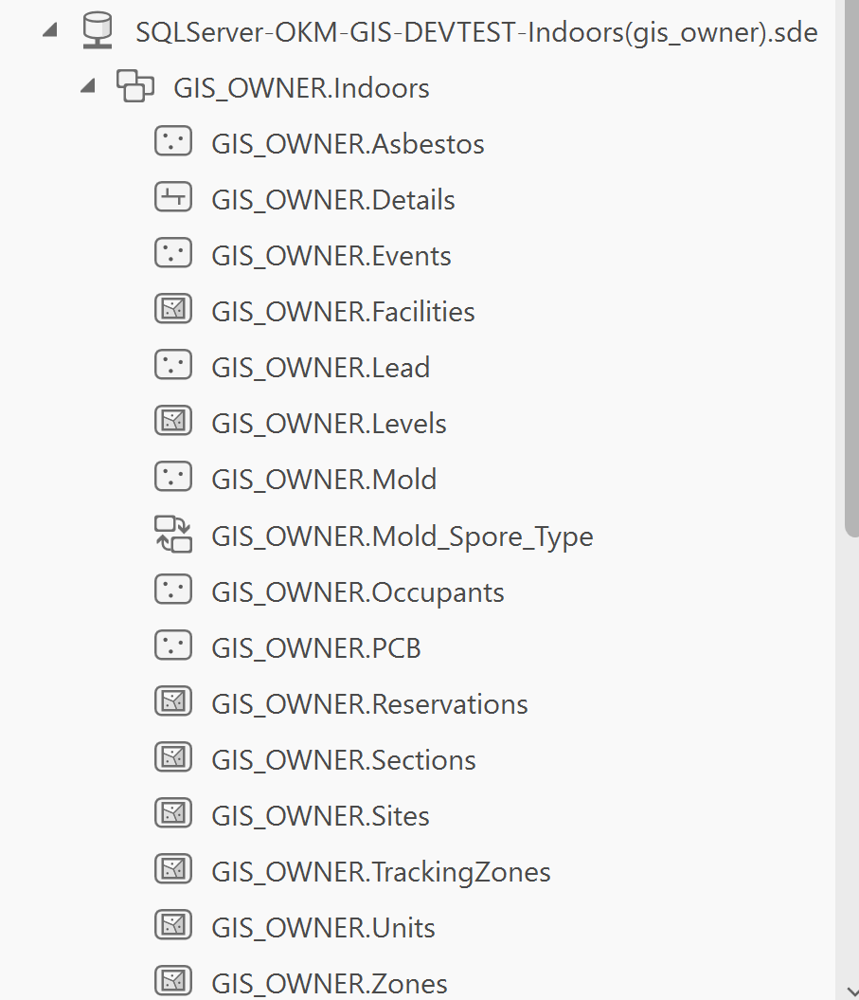 SQLServer-OKM-GIS-DEVTEST-Indoors(gis_owner).sde
GIS_OWNER.Indoors
GIS_OWNER.Asbestos
GIS_OWNER.Details
GIS_OWNER.Events
GIS_OWNER.Facilities
GIS_OWNER.Lead
GIS_OWNER.Levels
GIS_OWNER.Mold
GIS_OWNER.Mold_Spore_Type
GIS_OWNER.Occupants
GIS_OWNER.PCB
GIS_OWNER.Reservations
GIS_OWNER.Sections
GIS_OWNER.Sites
GIS_OWNER.TrackingZones
GIS_OWNER.Units
GIS_OWNER.Zones